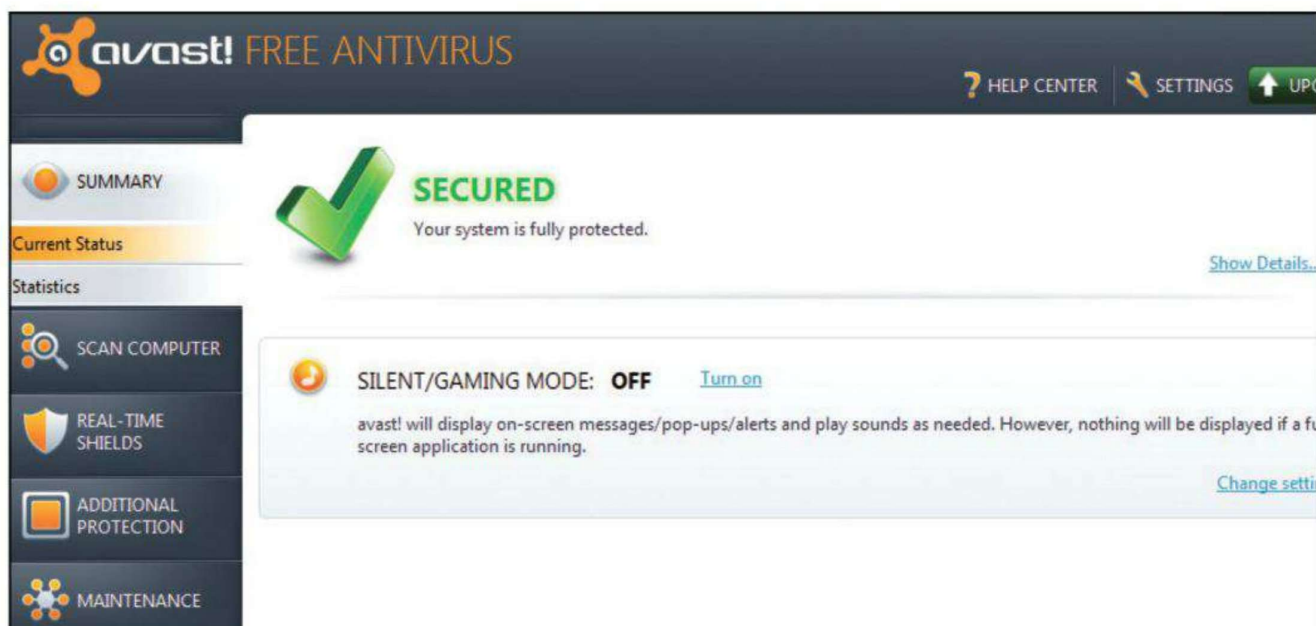 avast! FREE ANTIVIRUS
HELP CENTER
SETTINGS
SUMMARY
Current Status
Statistics
SCAN COMPUTER
REAL-TIME
SHIELDS
ADDITIONAL
PROTECTION
MAINTENANCE
SECURED
Your system is fully protected.
Show Details..
SILENT/GAMING MODE: OFF Turn on
avast! will display on-screen messages/pop-ups/alerts and play sounds as needed. However, nothing will be displayed if a
screen application is running.
Change